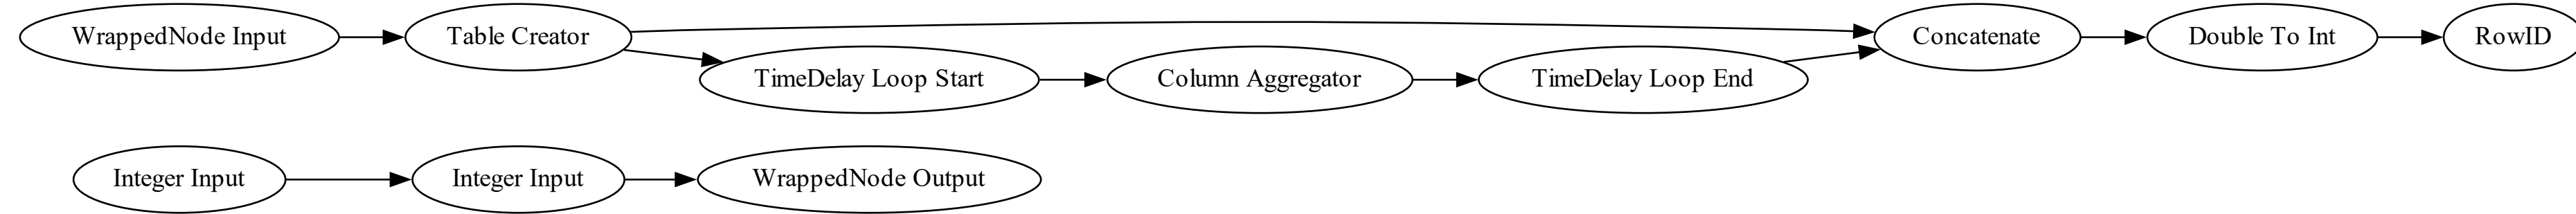 WrappedNode Input
Table Creator
TimeDelay Loop Start
Column Aggregator
TimeDelay Loop End
Concatenate
Double To Int
RowID
Integer Input
Integer Input
WrappedNode Output